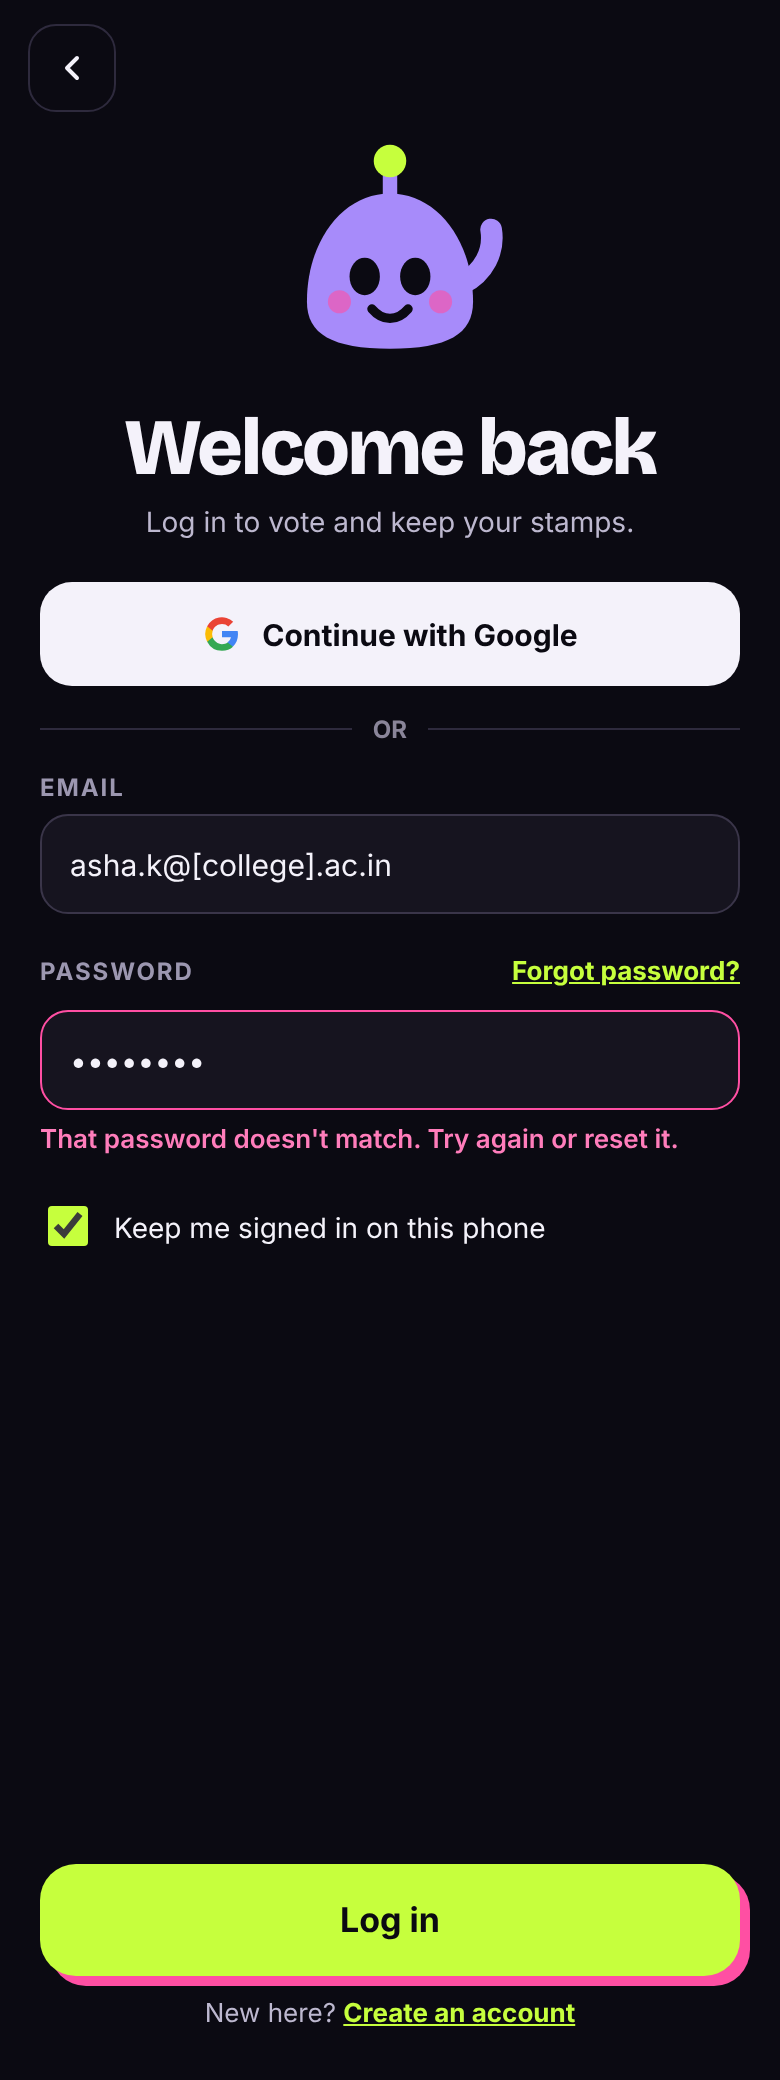 Welcome back
Log in to vote and keep your stamps.
Continue with Google
OR
EMAIL
asha.k@[college].ac.in
PASSWORD Forgot password?
••••••••
That password doesn't match. Try again or reset it.
Keep me signed in on this phone
Log in
New here? Create an account